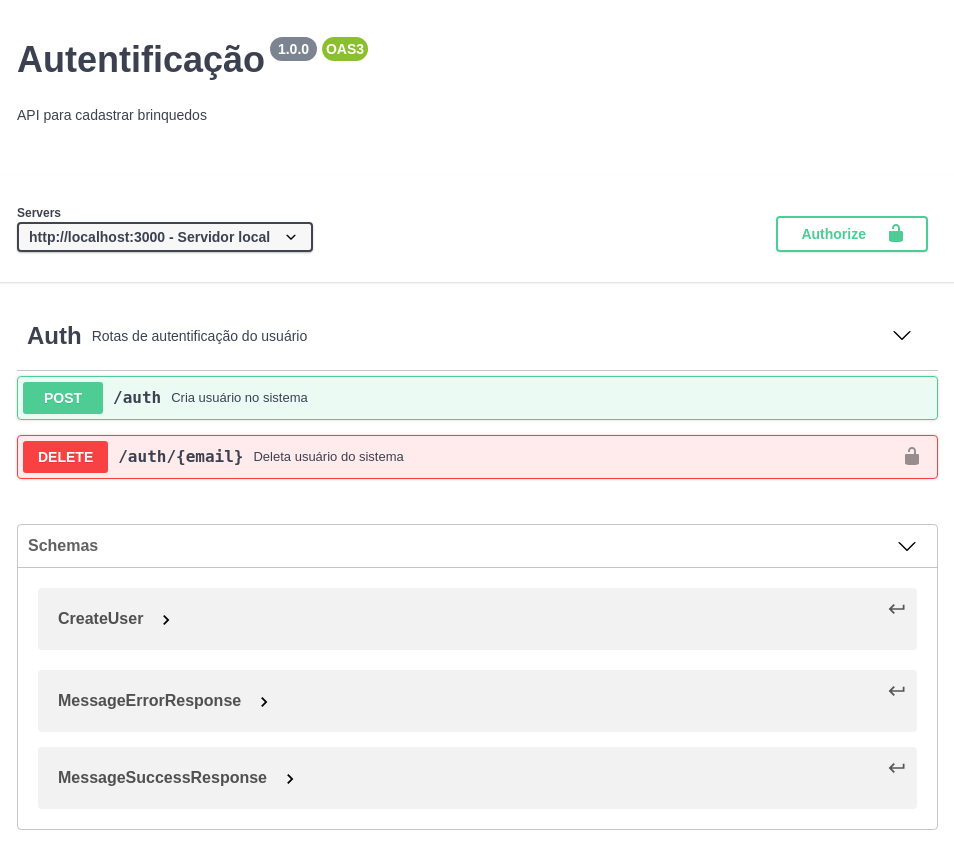 Autentificação 1.0.0 OAS3
API para cadastrar brinquedos
Servers
http://localhost:3000 - Servidor local
Authorize
Auth Rotas de autentificação do usuário
POST /auth Cria usuário no sistema
DELETE /auth/{email} Deleta usuário do sistema
Schemas
CreateUser
MessageErrorResponse
MessageSuccessResponse